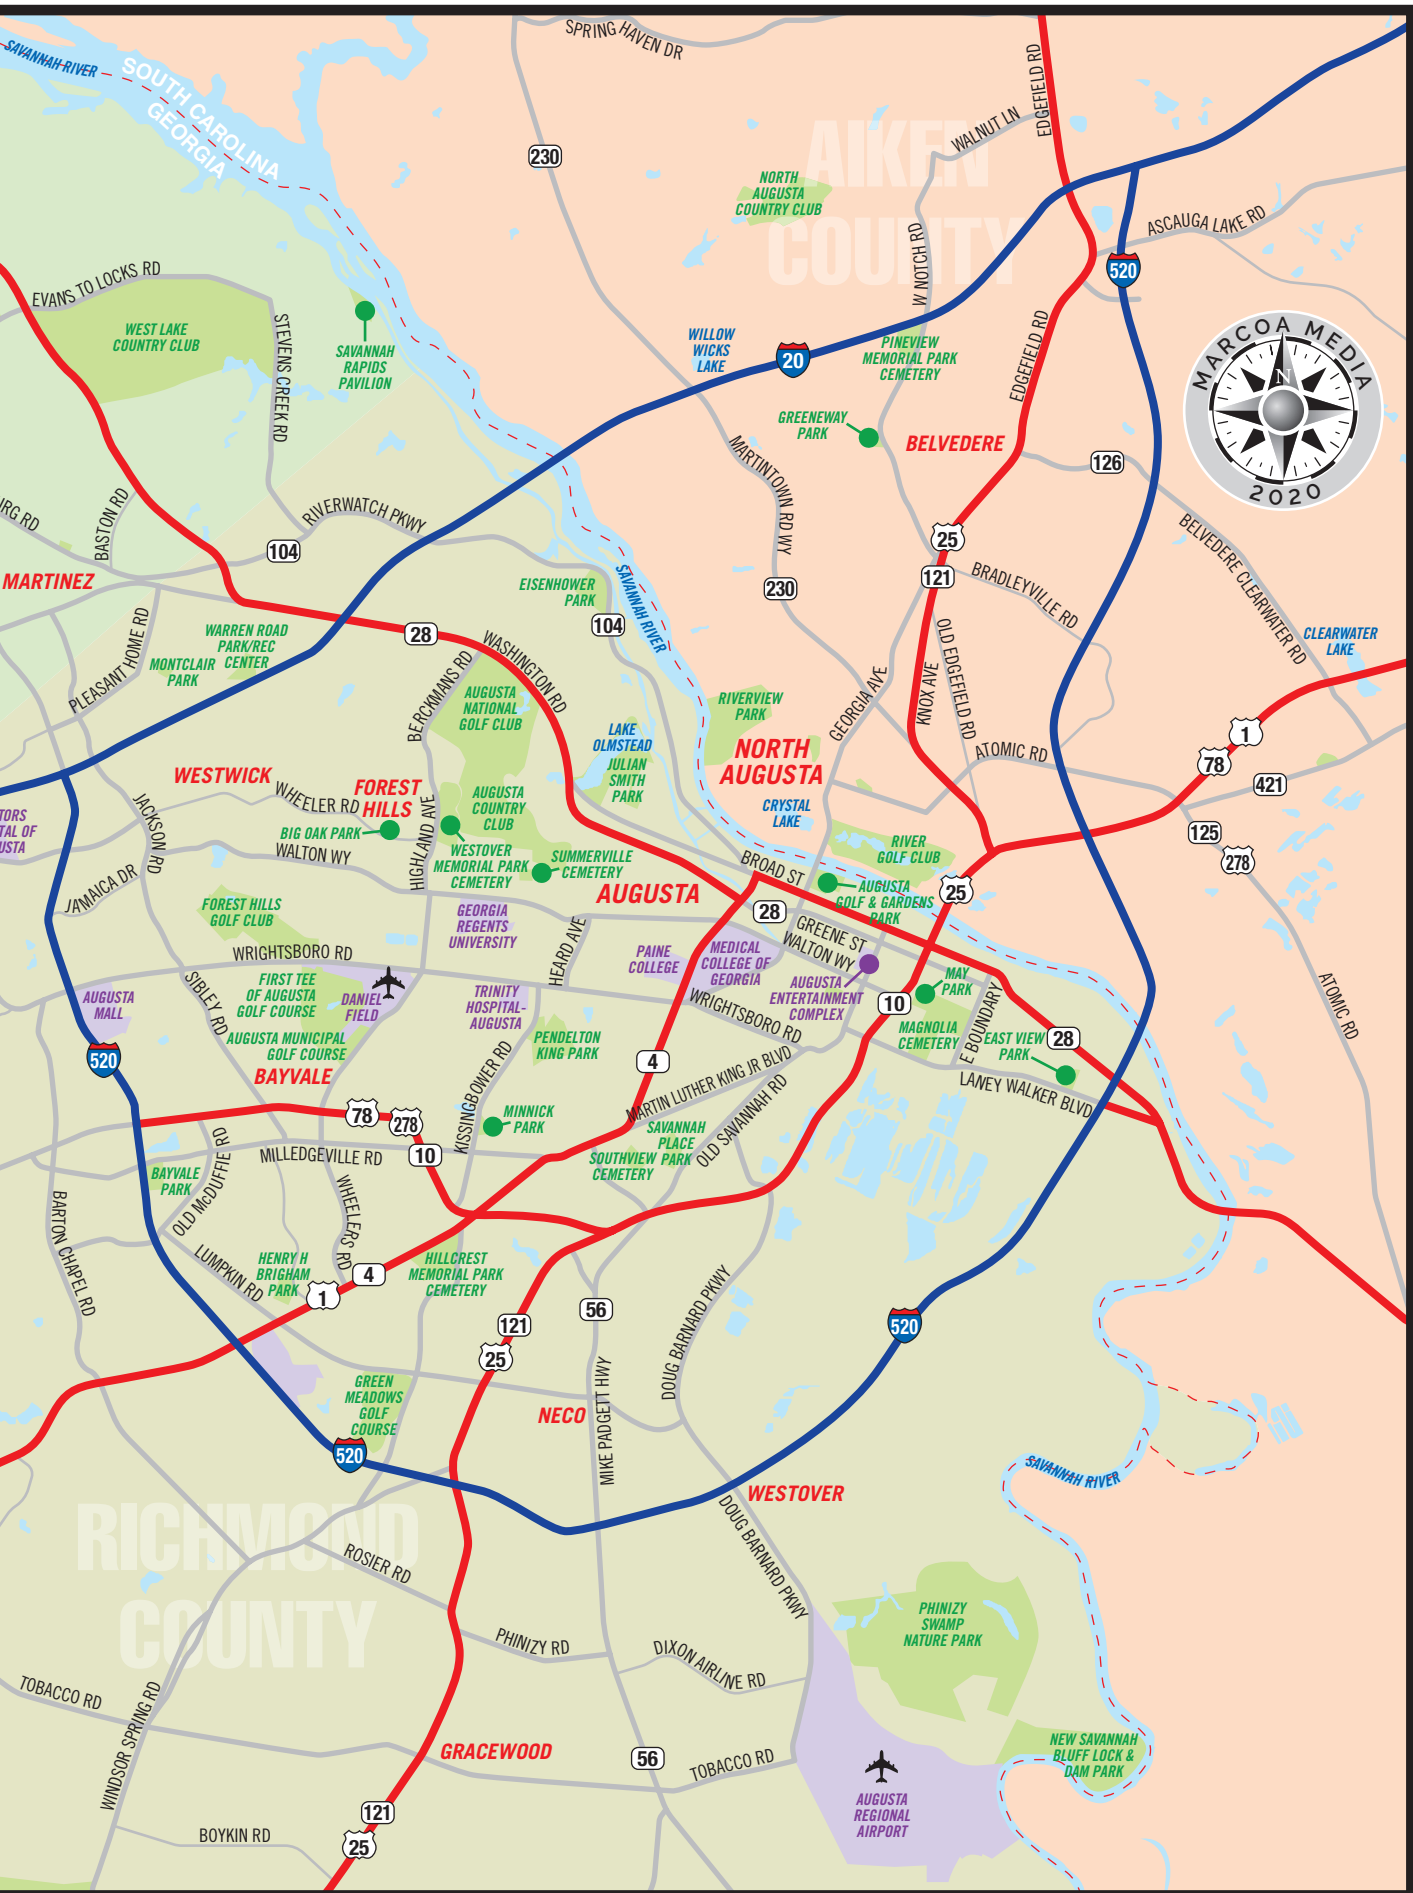 SPRING HAVEN DR
SAVANNAH RIVER
SOUTH CAROLINA
GEORGIA
EDGEFIELD RD
WALNUT LN
230
AIKEN
COUNTY
NORTH
AUGUSTA
COUNTRY CLUB
W NOTCH RD
ASCAUGA LAKE RD
520
EVANS TO LOCKS RD
WEST LAKE
COUNTRY CLUB
STEVENS CREEK RD
SAVANNAH
RAPIDS
PAVILION
WILLOW
WICKS
LAKE
20
PINEVIEW
MEMORIAL PARK
CEMETERY
EDGEFIELD RD
MARCOA MEDIA
N
2020
GREENEWAY
PARK
BELVEDERE
126
MARTINTOWN RD WY
BELVEDERE CLEARWATER RD
URG RD
BASTON RD
RIVERWATCH PKWY
104
25
121
BRADLEYVILLE RD
MARTINEZ
EISENHOWER
PARK
104
SAVANNAH RIVER
230
PLEASANT HOME RD
WARREN ROAD
PARK/REC
CENTER
MONTCLAIR
PARK
28
WASHINGTON RD
BERCKMANS RD
AUGUSTA
NATIONAL
GOLF CLUB
OLD EDGEFIELD RD
KNOX AVE
GEORGIA AVE
CLEARWATER
LAKE
RIVERVIEW
PARK
LAKE
OLMSTEAD
JULIAN
SMITH
PARK
NORTH
AUGUSTA
ATOMIC RD
1
78
421
WESTWICK
FOREST
HILLS
WHEELER RD
JACKSON RD
BIG OAK PARK
WALTON WY
HIGHLAND AVE
AUGUSTA
COUNTRY
CLUB
WESTOVER
MEMORIAL PARK
CEMETERY
SUMMERVILLE
CEMETERY
CRYSTAL
LAKE
RIVER
GOLF CLUB
125
278
TORS
TAL OF
USTA
JAMAICA DR
BROAD ST
AUGUSTA
AUGUSTA
GOLF & GARDENS
PARK
25
FOREST HILLS
GOLF CLUB
GEORGIA
REGENTS
UNIVERSITY
28
GREENE ST
WALTON WY
WRIGHTSBORO RD
HEARD AVE
PAINE
COLLEGE
MEDICAL
COLLEGE OF
GEORGIA
AUGUSTA
ENTERTAINMENT
COMPLEX
MAY
PARK
FIRST TEE
OF AUGUSTA
GOLF COURSE
SIBLEY RD
DANIEL
FIELD
AUGUSTA
MALL
TRINITY
HOSPITAL-
AUGUSTA
WRIGHTSBORO RD
10
MAGNOLIA
CEMETERY
E BOUNDARY
ATOMIC RD
AUGUSTA MUNICIPAL
GOLF COURSE
PENDELTON
KING PARK
EAST VIEW
PARK
28
520
BAYVALE
KISSINGBOWER RD
4
MARTIN LUTHER KING JR BLVD
LANEY WALKER BLVD
78
278
10
MINNICK
PARK
SAVANNAH
PLACE
PARK
OLD SAVANNAH RD
SOUTHVIEW
CEMETERY
MILLEDGEVILLE RD
BAYVALE
PARK
OLD McDUFFIE RD
WHEELERS RD
BARTON CHAPEL RD
LUMPKIN RD
HENRY H
BRIGHAM
PARK
4
1
HILLCREST
MEMORIAL PARK
CEMETERY
56
121
25
DOUG BARNARD PKWY
520
GREEN
MEADOWS
GOLF
COURSE
NECO
MIKE PADGETT HWY
520
SAVANNAH RIVER
WESTOVER
DOUG BARNARD PKWY
RICHMOND
COUNTY
ROSIER RD
PHINIZY RD
DIXON AIRLINE RD
PHINIZY
SWAMP
NATURE PARK
TOBACCO RD
WINDSOR SPRING RD
GRACEWOOD
56
TOBACCO RD
NEW SAVANNAH
BLUFF LOCK &
DAM PARK
AUGUSTA
REGIONAL
AIRPORT
121
25
BOYKIN RD